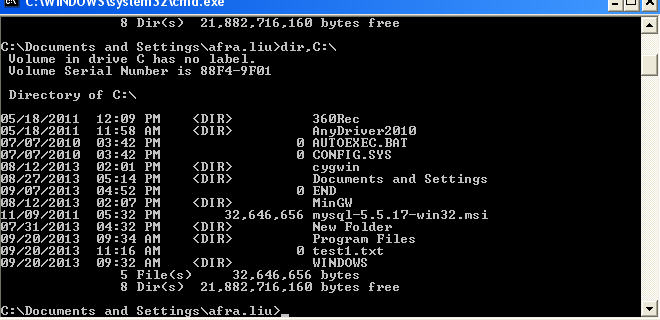 C:\WINDOWS\system32\cmd.exe
8 Dir(s)  21,882,716,160 bytes free
C:\Documents and Settings\afra.liu>dir,C:\
Volume in drive C has no label.
Volume Serial Number is 88F4-9F01
Directory of C:\
05/18/2011  12:09 PM    <DIR>          360Rec
05/18/2011  11:58 AM    <DIR>          AnyDriver2010
07/07/2010  03:42 PM                 0 AUTOEXEC.BAT
07/07/2010  03:42 PM                 0 CONFIG.SYS
08/12/2013  02:01 PM    <DIR>          cygwin
08/27/2013  05:14 PM    <DIR>          Documents and Settings
09/07/2013  04:52 PM                 0 END
08/12/2013  02:07 PM    <DIR>          MinGW
11/09/2011  05:32 PM        32,646,656 mysql-5.5.17-win32.msi
07/31/2013  04:32 PM    <DIR>          New Folder
09/20/2013  09:34 AM    <DIR>          Program Files
09/20/2013  11:16 AM                 0 test1.txt
09/20/2013  09:32 AM    <DIR>          WINDOWS
5 File(s)     32,646,656 bytes
8 Dir(s)  21,882,716,160 bytes free
C:\Documents and Settings\afra.liu>_